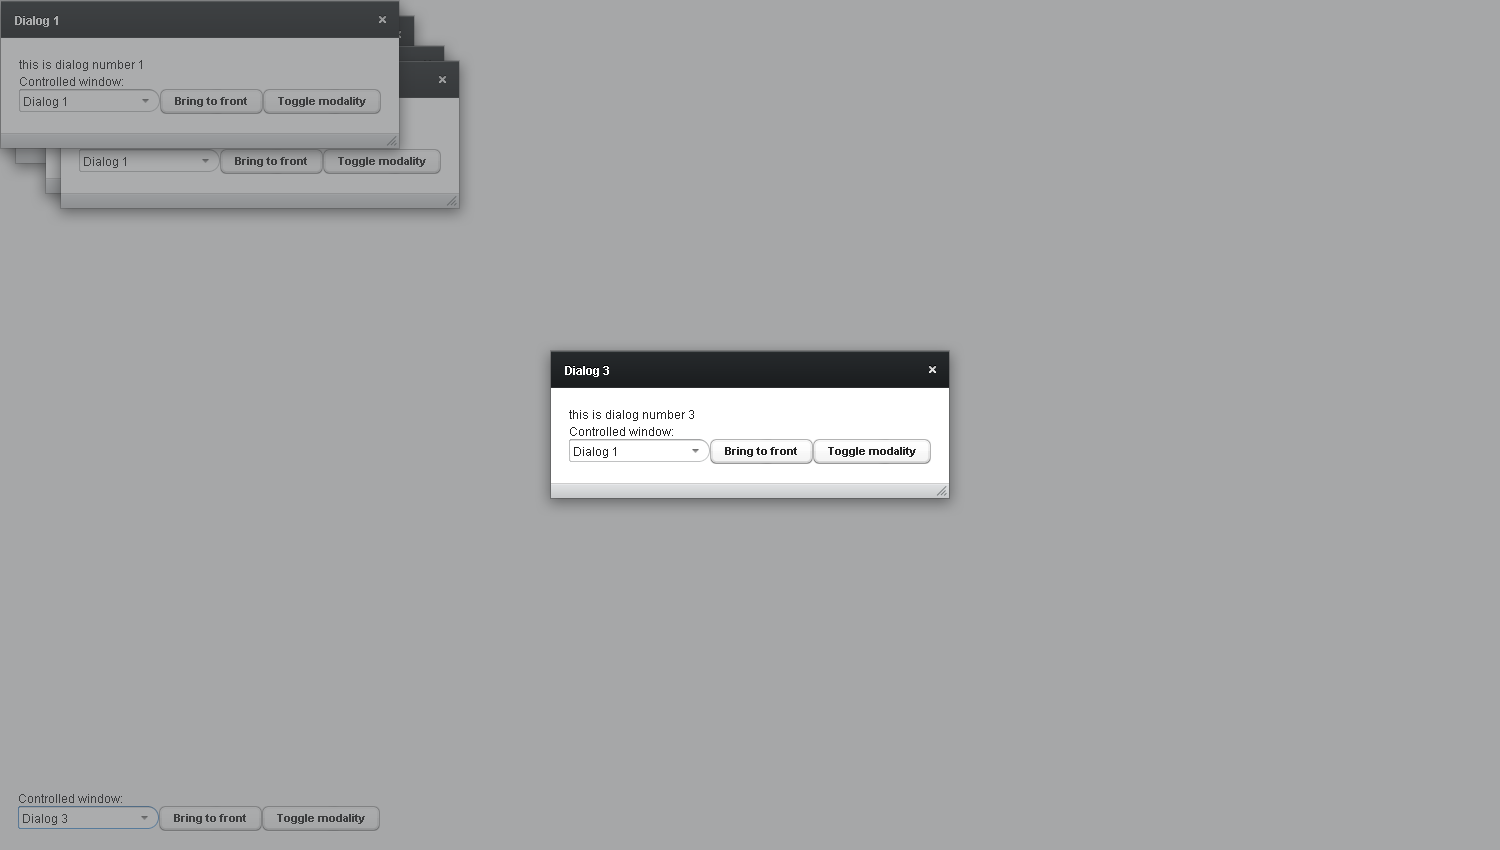 Dialog 1
this is dialog number 1
Controlled window:
Dialog 1 Bring to front Toggle modality
Dialog 1 Bring to front Toggle modality
Dialog 3
this is dialog number 3
Controlled window:
Dialog 1 Bring to front Toggle modality
Controlled window:
Dialog 3 Bring to front Toggle modality